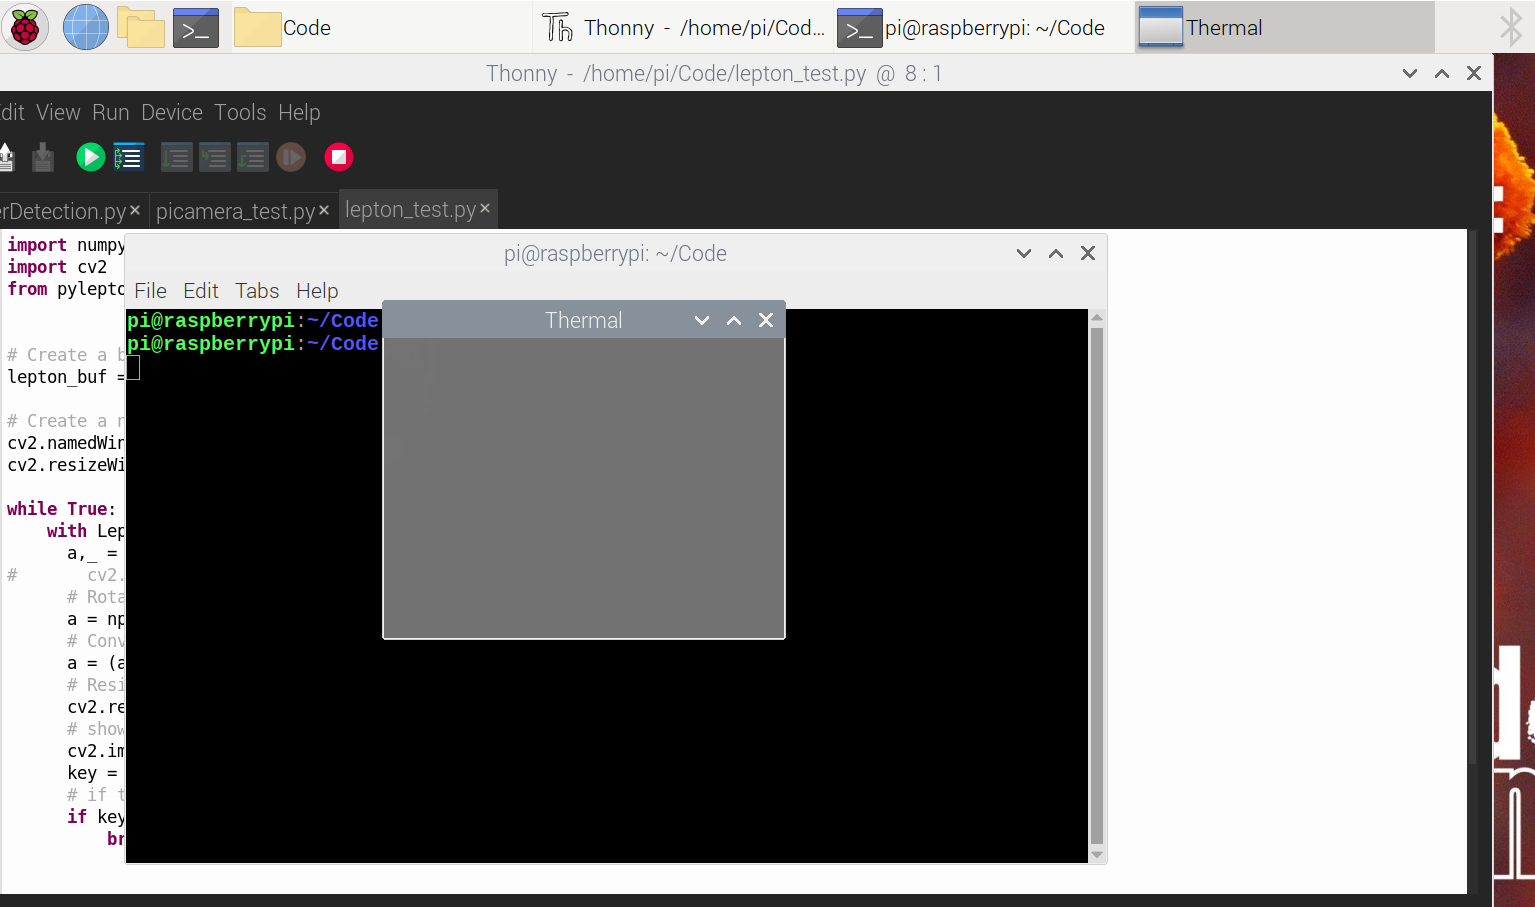 Code
Thonny - /home/pi/Cod...
pi@raspberrypi: ~/Code
Thermal
Thonny - /home/pi/Code/lepton_test.py @ 8 : 1
dit View Run Device Tools Help
erDetection.py
picamera_test.py
lepton_test.py
import numpy
import cv2
from pylepto
# Create a b
lepton_buf =
# Create a n
cv2.namedWin
cv2.resizeWi
while True:
with Lep
a,_ =
# cv2.
# Rota
a = np
# Conv
a = (a
# Resi
cv2.re
# show
cv2.im
key =
# if t
if key
br
pi@raspberrypi: ~/Code
File Edit Tabs Help
pi@raspberrypi:~/Code
pi@raspberrypi:~/Code
Thermal